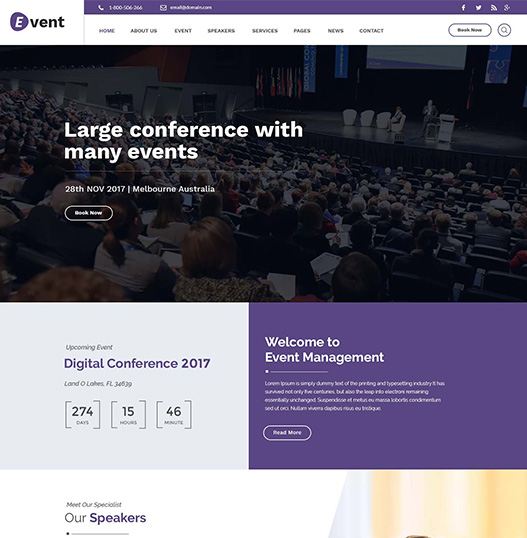 Event
1-800-506-266
email@domain.com
HOME
ABOUT US
EVENT
SPEAKERS
SERVICES
PAGES
NEWS
CONTACT
Book Now
Large conference with
many events
28th NOV 2017 | Melbourne Australia
Book Now
Upcoming Event
Digital Conference 2017
Land O Lakes, FL 34639
274 15 46
DAYS HOURS MINUTE
Welcome to
Event Management
Lorem Ipsum is simply dummy text of the printing and typesetting industry It has
survived not only five centuries, but also the leap into electroni remaining
essentially unchanged. Suspendisse et metus eu massa lobortis condimentum
sed ut orci. Nullam viverra dapibus risus eu tristique.
Read More
Meet Our Specialist
Our Speakers